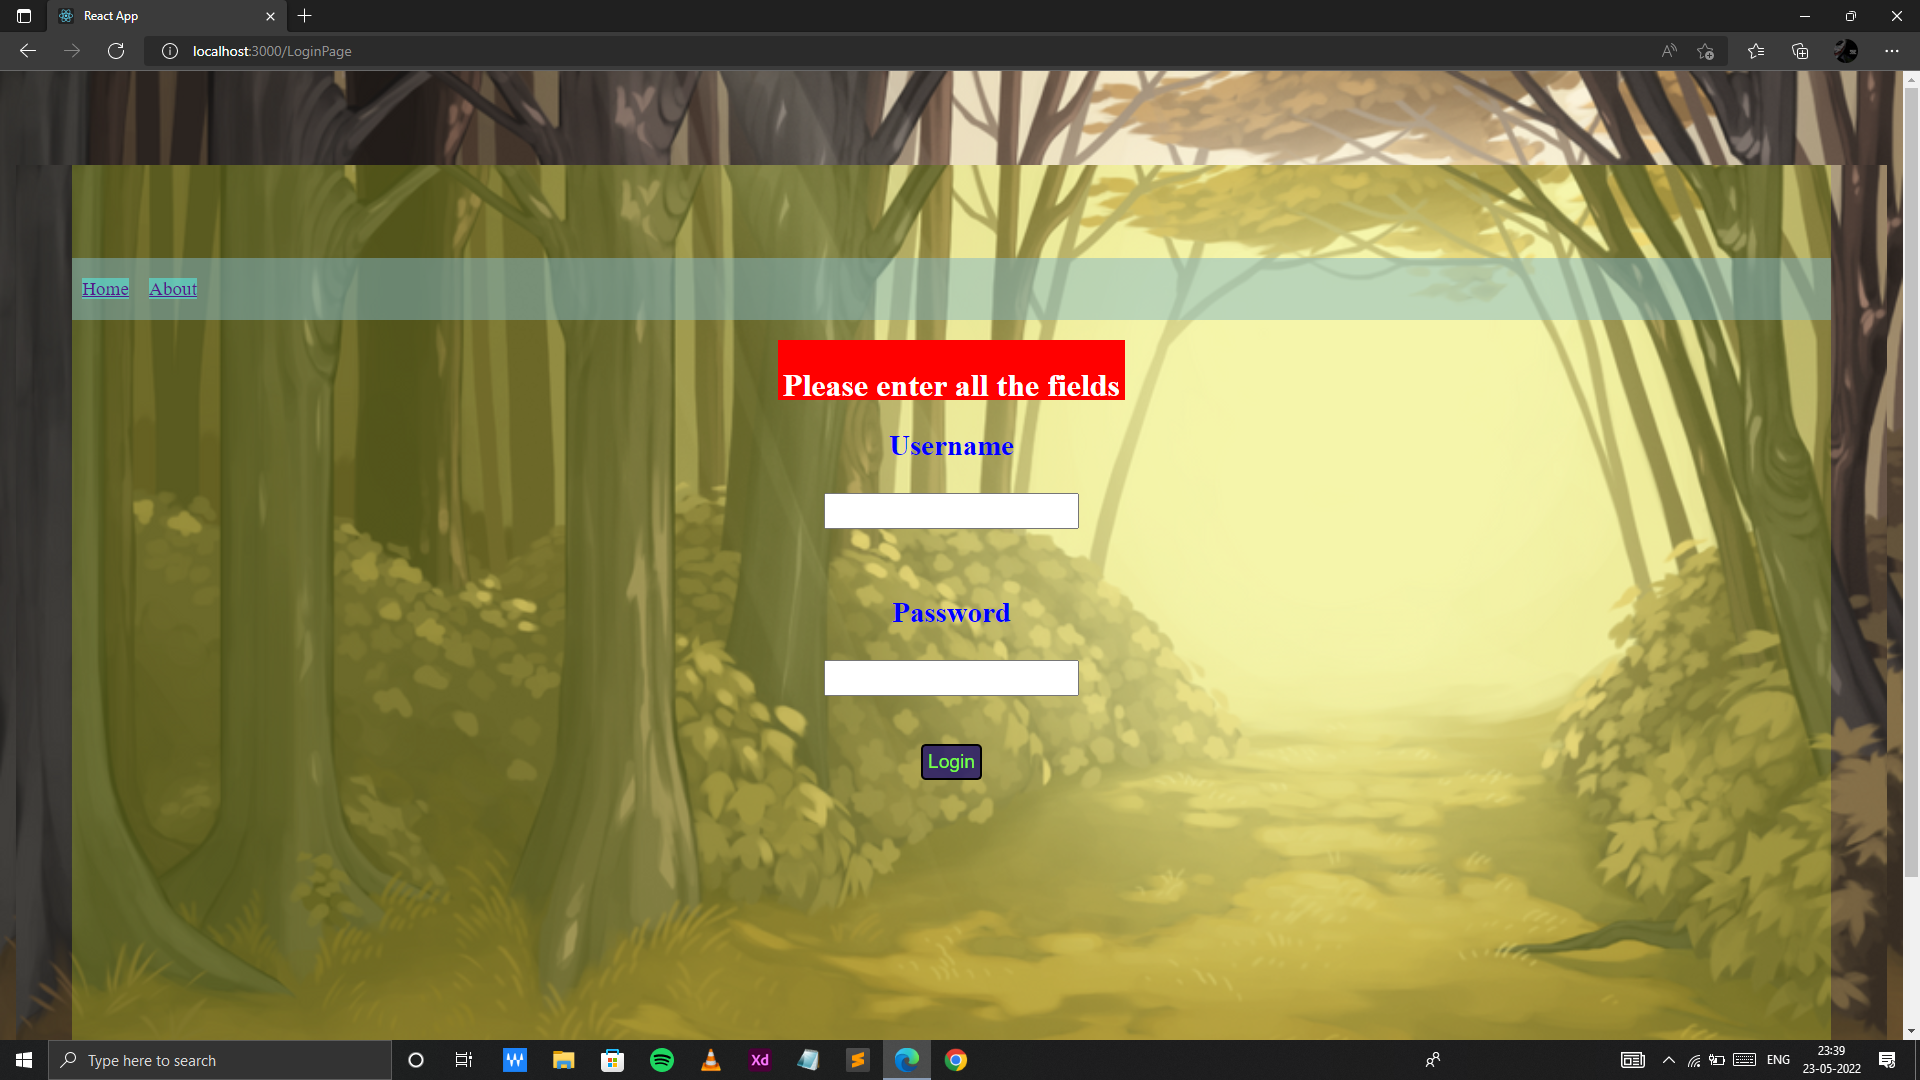 React App
localhost:3000/LoginPage
Home About
Please enter all the fields
Username
Password
Login
Type here to search
Xd
ENG
23:39
23-05-2022